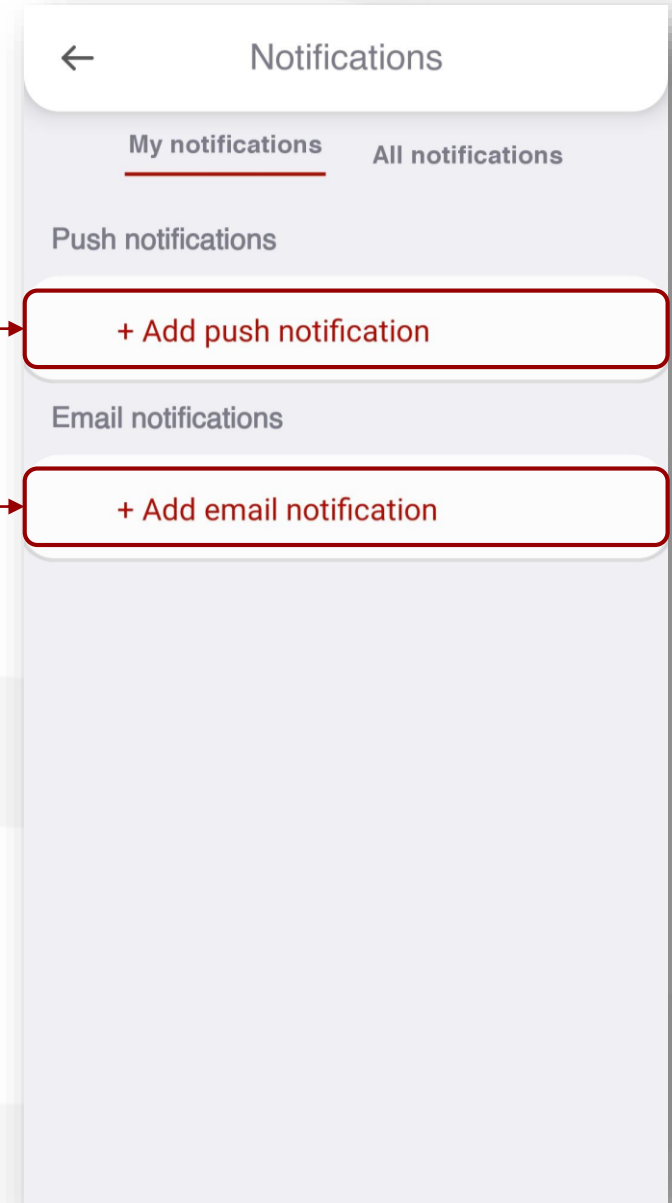 Notifications
My notifications
All notifications
Push notifications
+ Add push notification
Email notifications
+ Add email notification